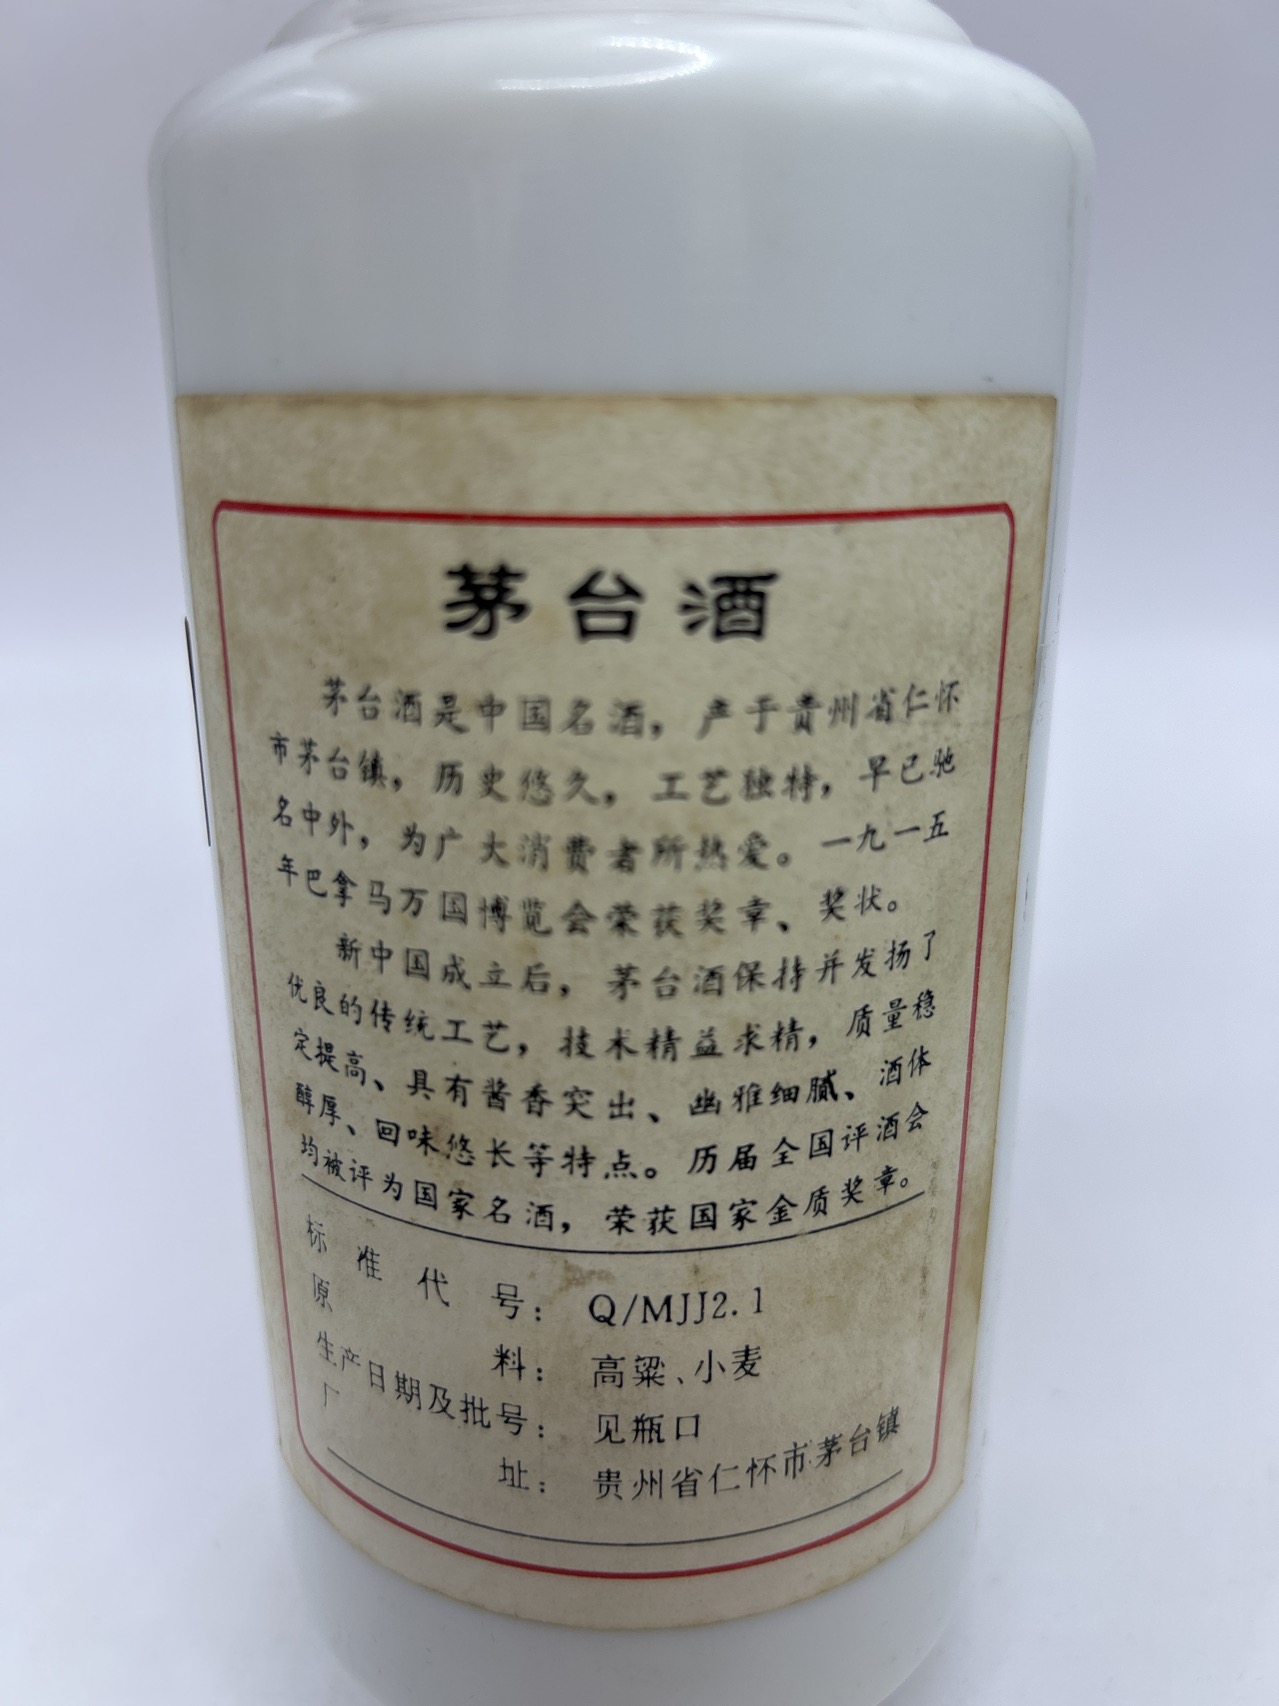 茅台酒
茅台酒是中国名酒，产于贵州省仁怀
市茅台镇，历史悠久，工艺独特，早已驰
名中外，为广大消费者所热爱。一九一五
年巴拿马万国博览会荣获奖章、奖状。
新中国成立后，茅台酒保持并发扬了
优良的传统工艺，技术精益求精，质量稳
定提高、具有酱香突出、幽雅细腻、酒体
醇厚、回味悠长等特点。历届全国评酒会
均被评为国家名酒，荣获国家金质奖章。
标准代号：Q/MJJ2.1
原料：高粱、小麦
生产日期及批号：见瓶口
厂址：贵州省仁怀市茅台镇